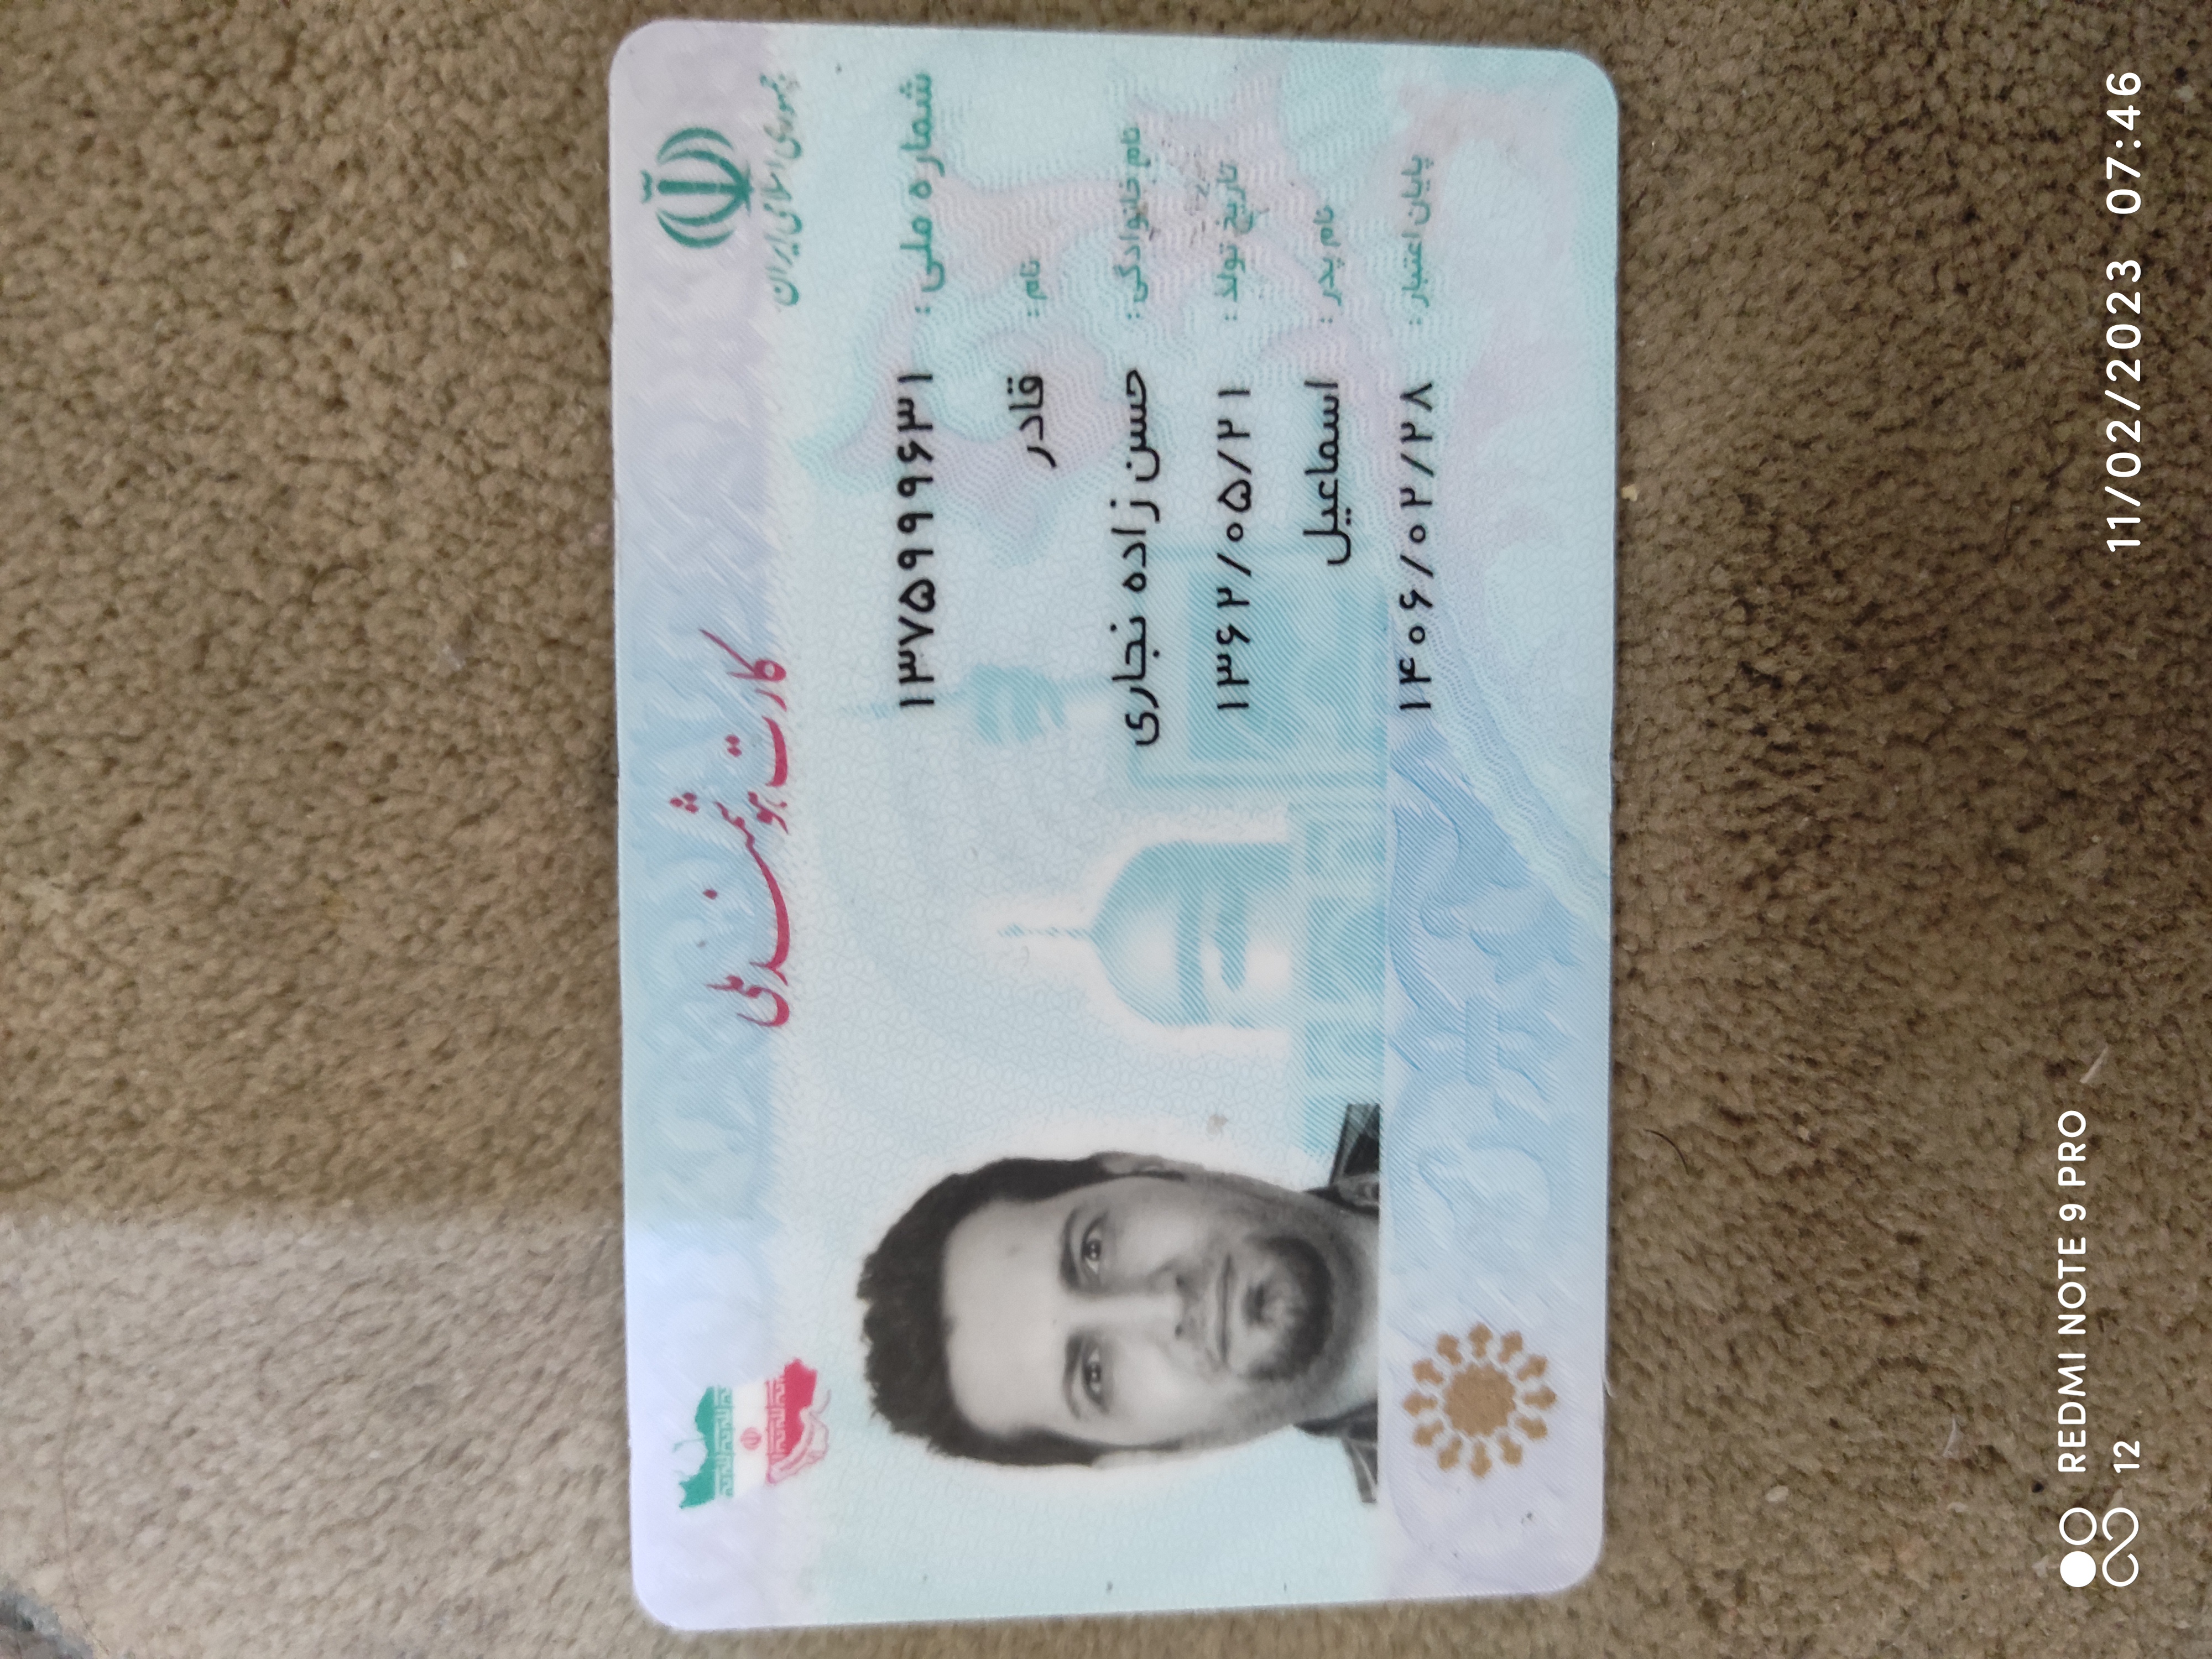 جمهوری اسلامی ایران
کارت هوشمند ملی
شماره ملی : ۱۳۷۵۹۹۹۶۳۱
نام : قادر
نام خانوادگی : حسن زاده نجاری
تاریخ تولد : ۱۳۶۲/۰۵/۲۱
نام پدر : اسماعیل
پایان اعتبار : ۱۴۰۶/۰۲/۲۸
REDMI NOTE 9 PRO
12
11/02/2023 07:46